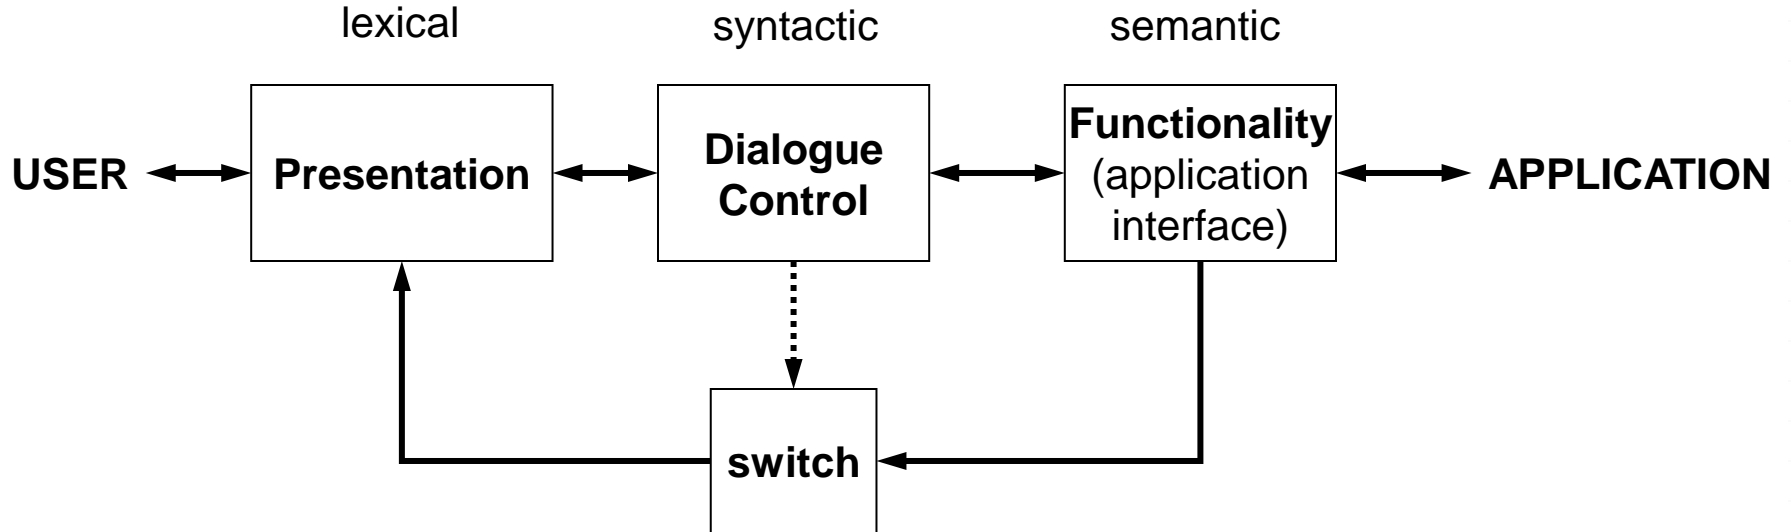 lexical
syntactic
semantic
USER
Presentation
Dialogue
Control
Functionality
(application
interface)
APPLICATION
switch